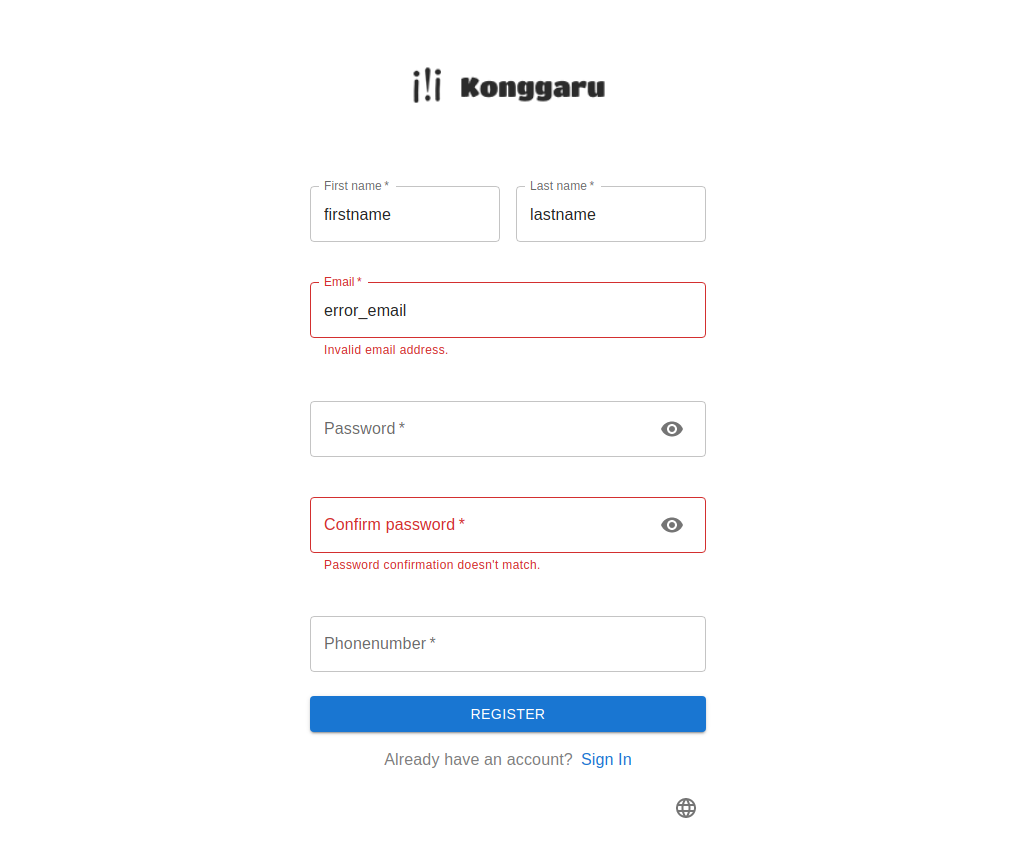 Konggaru
First name *
Last name *
firstname
lastname
Email *
error_email
Invalid email address.
Password *
Confirm password *
Password confirmation doesn't match.
Phonenumber *
REGISTER
Already have an account? Sign In